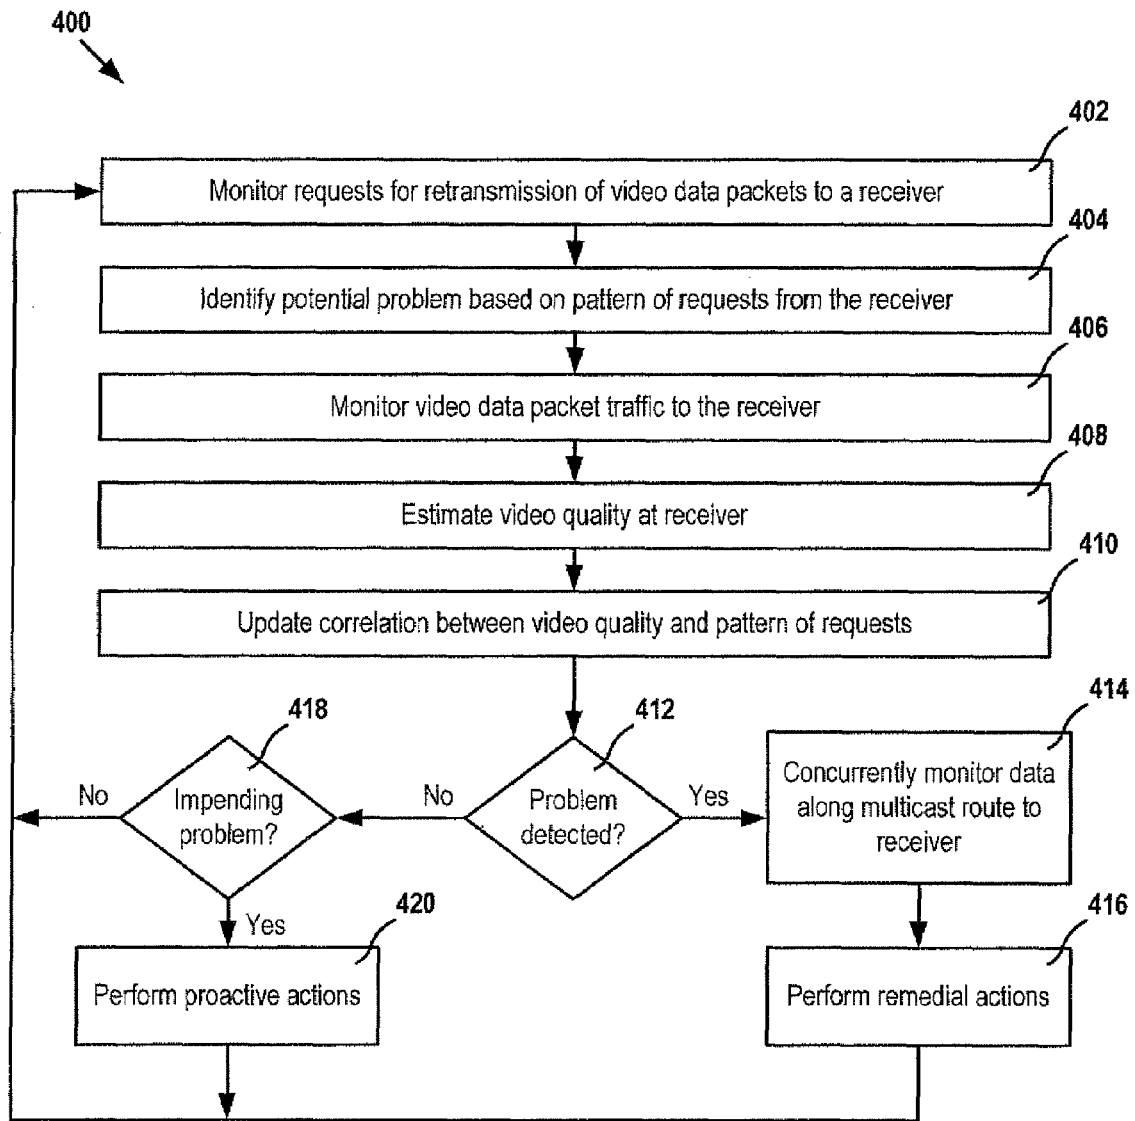 400
402
Monitor requests for retransmission of video data packets to a receiver
404
Identify potential problem based on pattern of requests from the receiver
406
Monitor video data packet traffic to the receiver
408
Estimate video quality at receiver
410
Update correlation between video quality and pattern of requests
418
412
414
No
Impending
problem?
No
Problem
detected?
Yes
Concurrently monitor data
along multicast route to
receiver
Yes
420
416
Perform proactive actions
Perform remedial actions